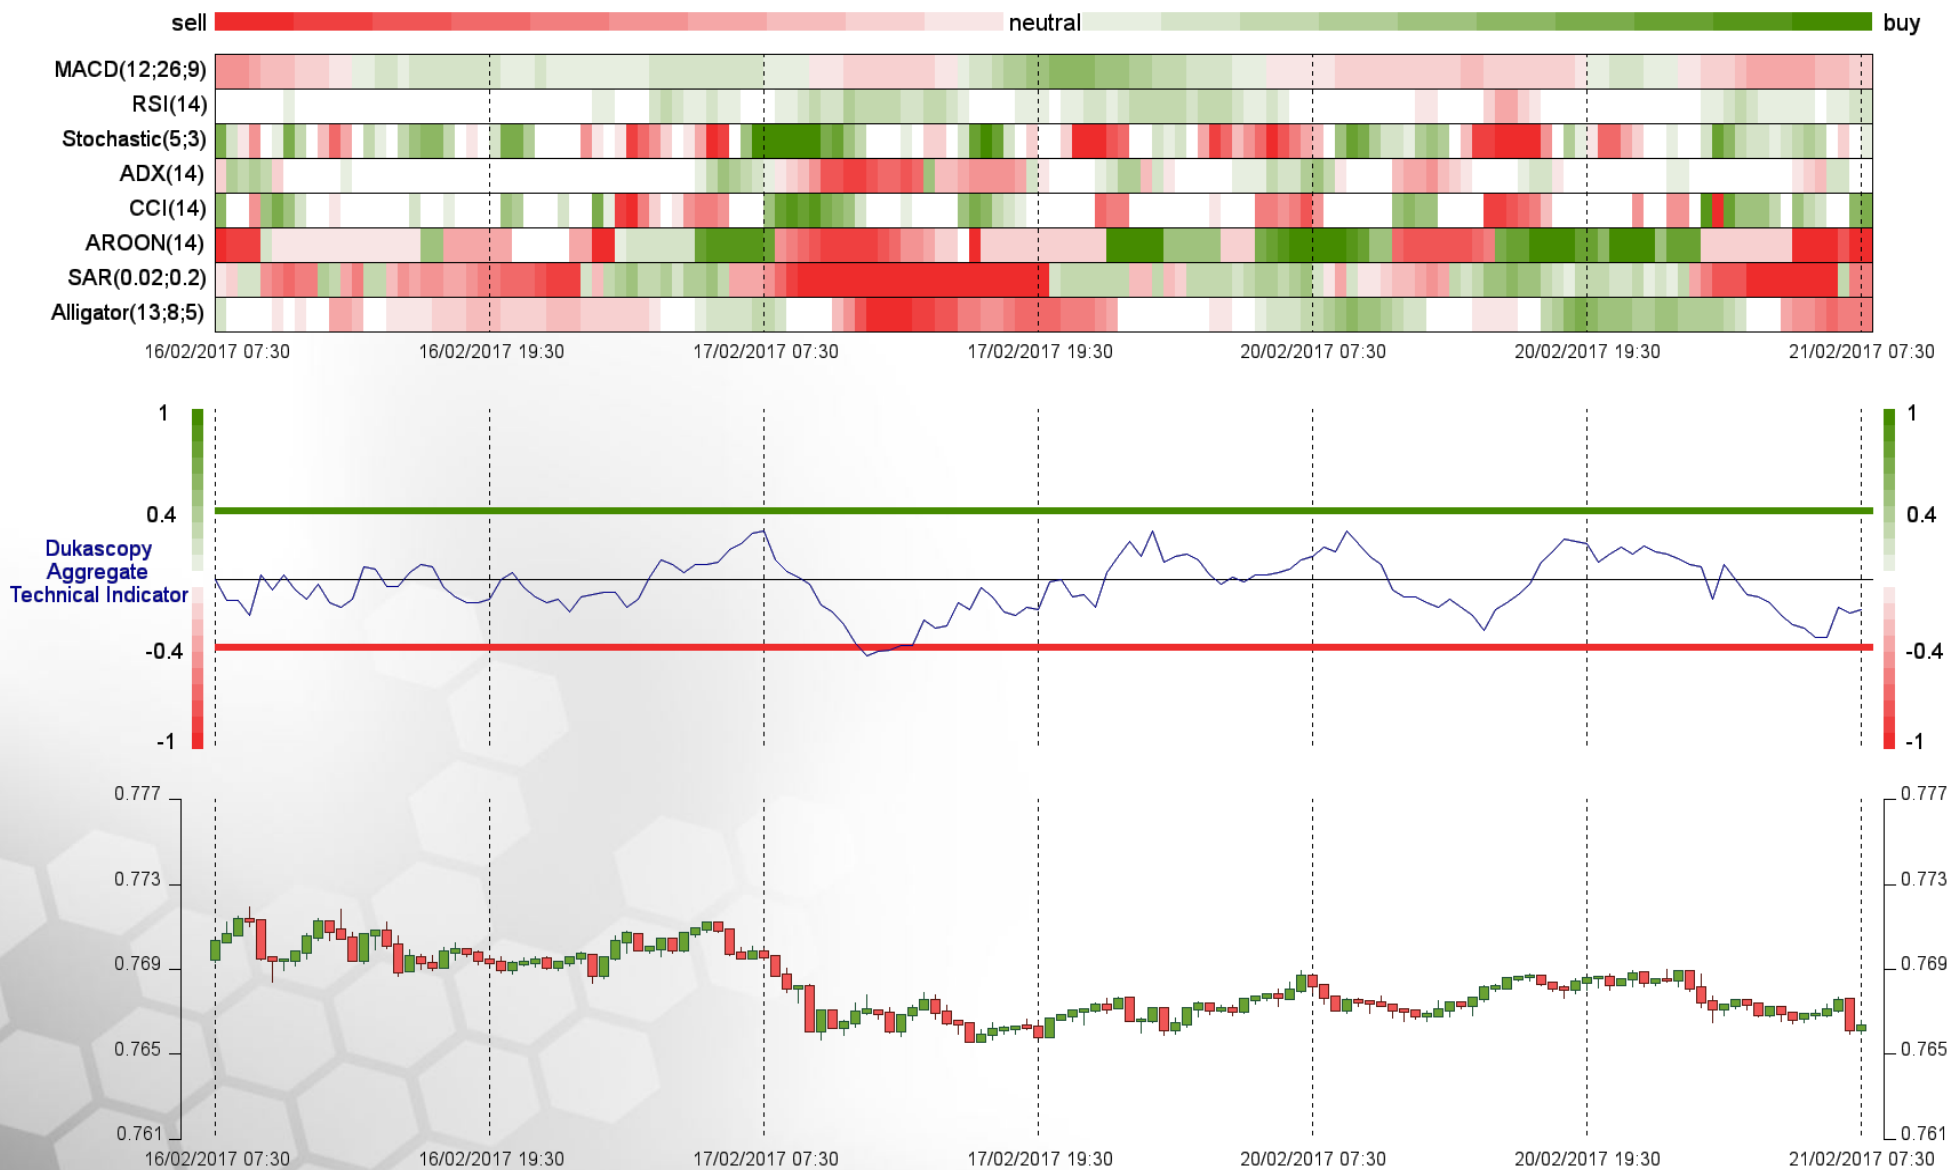 sell neutral buy
MACD(12;26;9)
RSI(14)
Stochastic(5;3)
ADX(14)
CCI(14)
AROON(14)
SAR(0.02;0.2)
Alligator(13;8;5)
16/02/2017 07:30 16/02/2017 19:30 17/02/2017 07:30 17/02/2017 19:30 20/02/2017 07:30 20/02/2017 19:30 21/02/2017 07:30
1 1
0.4 0.4
Dukascopy
Aggregate
Technical Indicator
-0.4 -0.4
-1 -1
0.777 0.777
0.773 0.773
0.769 0.769
0.765 0.765
0.761 0.761
16/02/2017 07:30 16/02/2017 19:30 17/02/2017 07:30 17/02/2017 19:30 20/02/2017 07:30 20/02/2017 19:30 21/02/2017 07:30